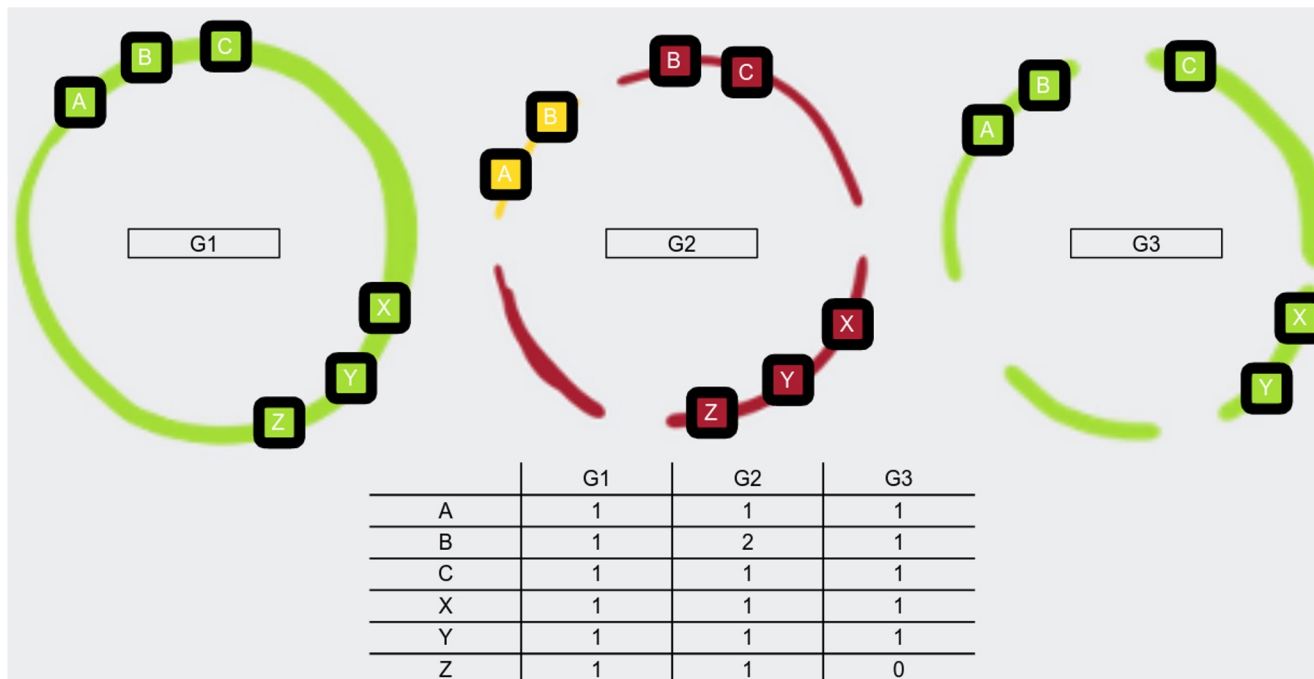 A B C
G1
X
Y
Z
A B
B C
G2
X
Y
Z
A B
C
G3
X
Y
G1 G2 G3
A 1 1 1
B 1 2 1
C 1 1 1
X 1 1 1
Y 1 1 1
Z 1 1 0